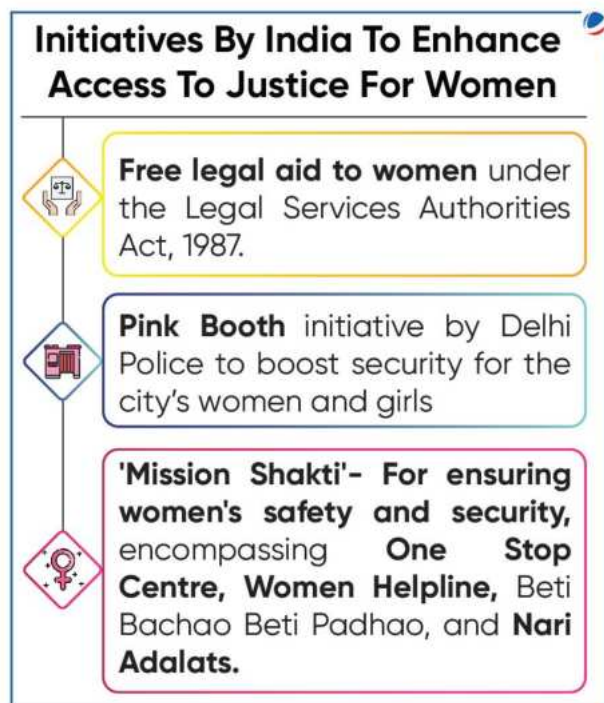 Initiatives By India To Enhance
Access To Justice For Women
Free legal aid to women under
the Legal Services Authorities
Act, 1987.
Pink Booth initiative by Delhi
Police to boost security for the
city's women and girls
'Mission Shakti'- For ensuring
women's safety and security,
encompassing One Stop
Centre, Women Helpline, Beti
Bachao Beti Padhao, and Nari
Adalats.